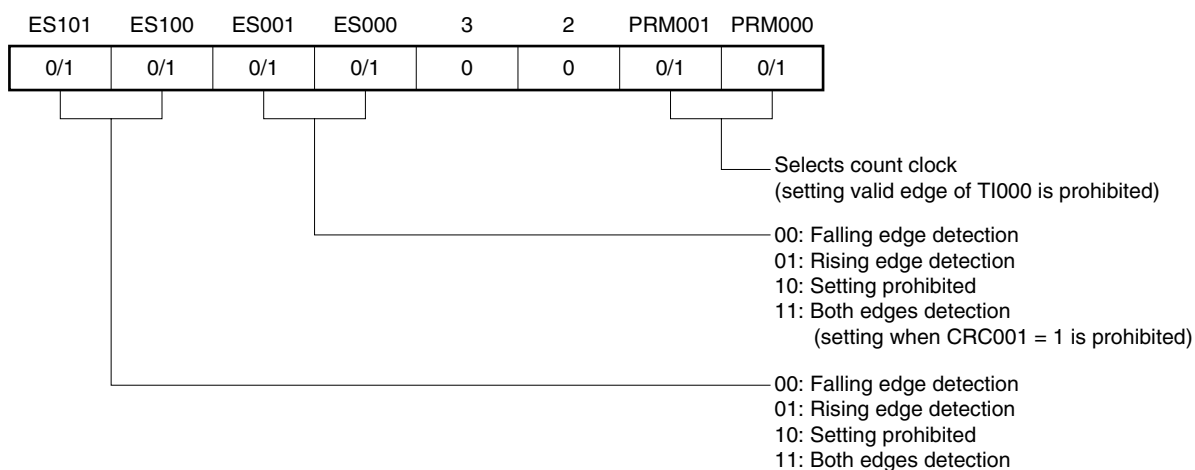 ES101 ES100 ES001 ES000 3 2 PRM001 PRM000
0/1 0/1 0/1 0/1 0 0 0/1 0/1
Selects count clock
(setting valid edge of TI000 is prohibited)
00: Falling edge detection
01: Rising edge detection
10: Setting prohibited
11: Both edges detection
(setting when CRC001 = 1 is prohibited)
00: Falling edge detection
01: Rising edge detection
10: Setting prohibited
11: Both edges detection